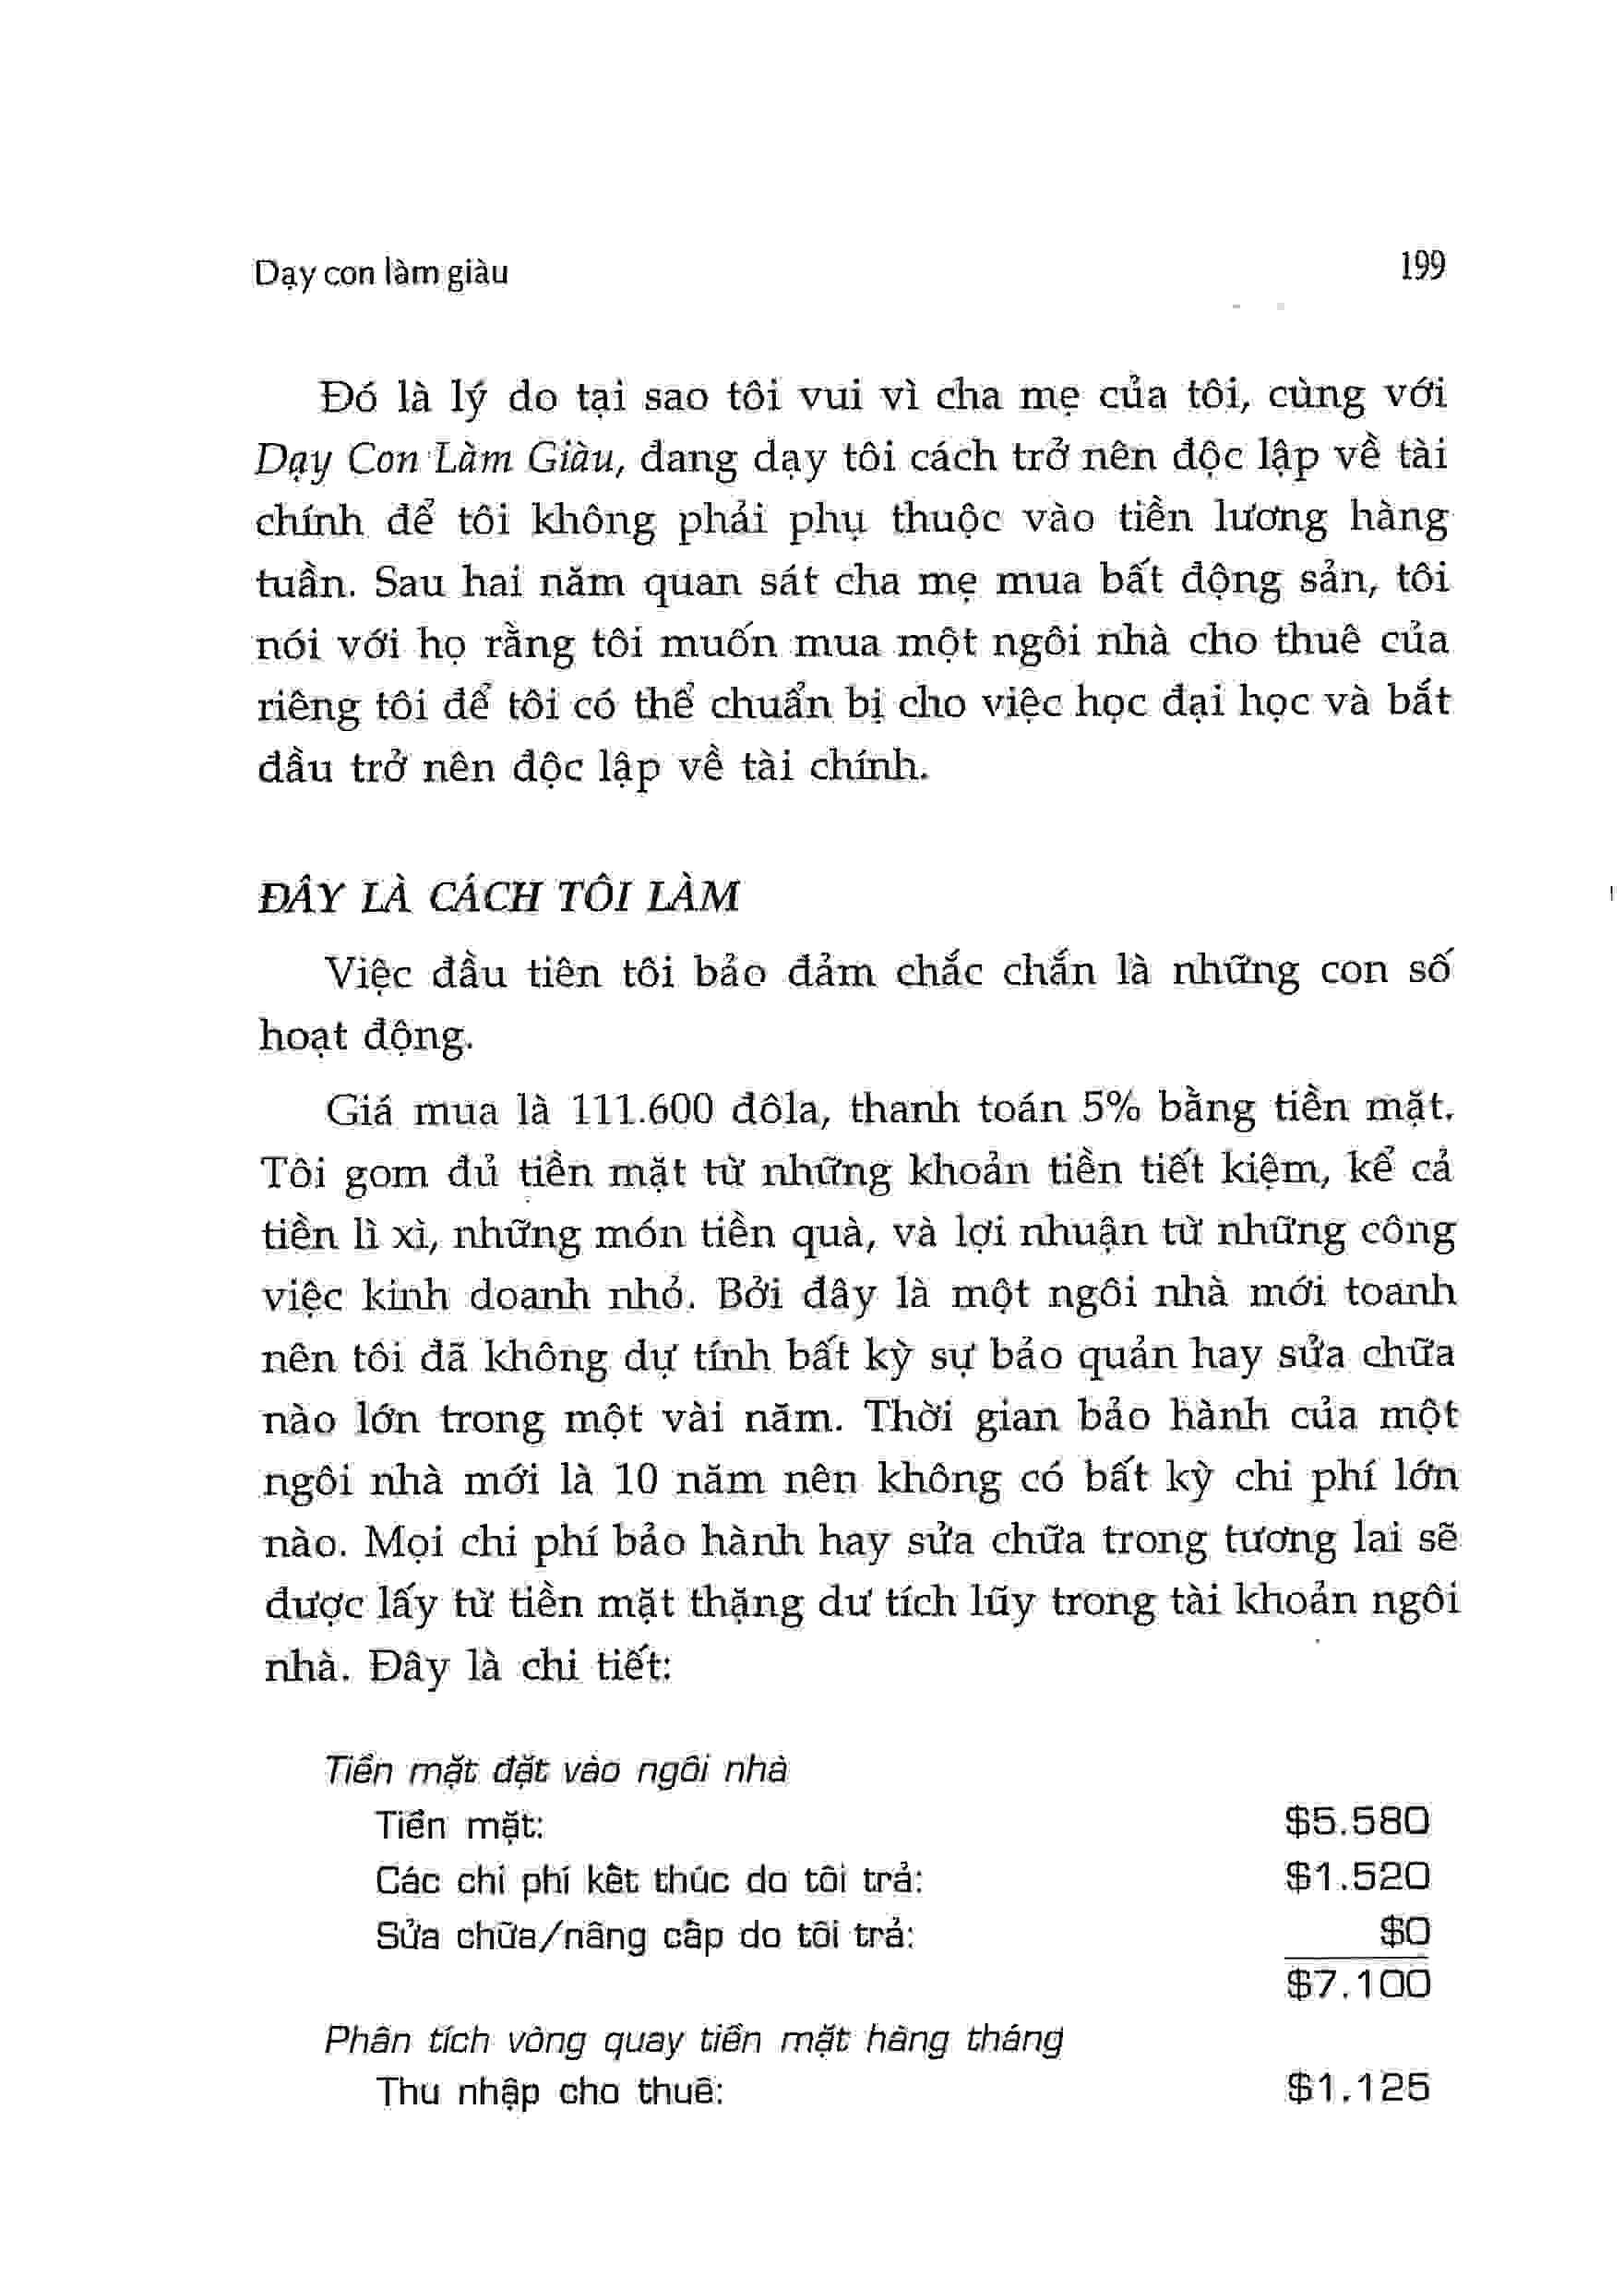 Dạy con làm giàu 199
Đó là lý do tại sao tôi vui vì cha mẹ của tôi, cùng với
Dạy Con Làm Giàu, đang dạy tôi cách trở nên độc lập về tài
chính để tôi không phải phụ thuộc vào tiền lương hàng
tuần. Sau hai năm quan sát cha mẹ mua bất động sản, tôi
nói với họ rằng tôi muốn mua một ngôi nhà cho thuê của
riêng tôi để tôi có thể chuẩn bị cho việc học đại học và bắt
đầu trở nên độc lập về tài chính.
ĐÂY LÀ CÁCH TÔI LÀM
Việc đầu tiên tôi bảo đảm chắc chắn là những con số
hoạt động.
Giá mua là 111.600 đôla, thanh toán 5% bằng tiền mặt.
Tôi gom đủ tiền mặt từ những khoản tiền tiết kiệm, kể cả
tiền lì xì, những món tiền quà, và lợi nhuận từ những công
việc kinh doanh nhỏ. Bởi đây là một ngôi nhà mới toanh
nên tôi đã không dự tính bất kỳ sự bảo quản hay sửa chữa
nào lớn trong một vài năm. Thời gian bảo hành của một
ngôi nhà mới là 10 năm nên không có bất kỳ chi phí lớn
nào. Mọi chi phí bảo hành hay sửa chữa trong tương lai sẽ
được lấy từ tiền mặt thặng dư tích lũy trong tài khoản ngôi
nhà. Đây là chi tiết:
Tiền mặt đặt vào ngôi nhà
Tiền mặt: $5.580
Các chi phí kết thúc do tôi trả: $1.520
Sửa chữa/nâng cấp do tôi trả: $0
$7.100
Phân tích vòng quay tiền mặt hàng tháng
Thu nhập cho thuê: $1.125